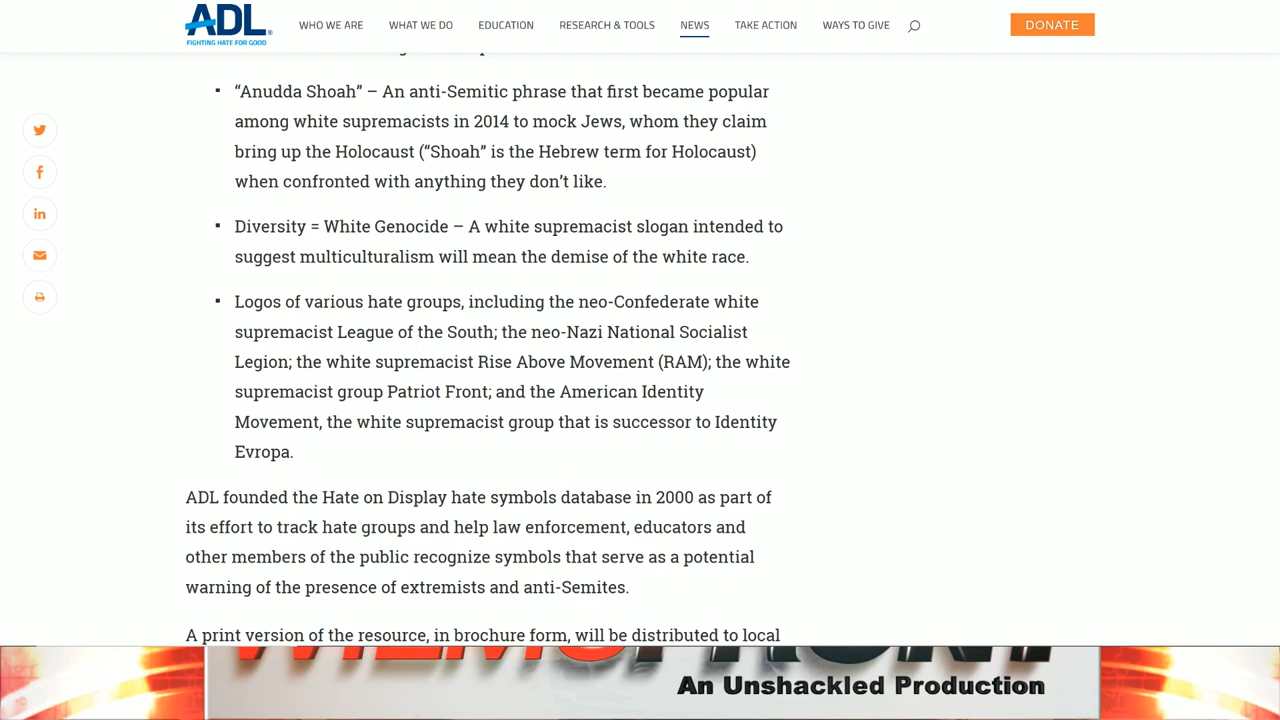 ADL
FIGHTING HATE FOR GOOD
WHO WE ARE WHAT WE DO EDUCATION RESEARCH & TOOLS NEWS TAKE ACTION WAYS TO GIVE
DONATE
▪ “Anudda Shoah” – An anti-Semitic phrase that first became popular
among white supremacists in 2014 to mock Jews, whom they claim
bring up the Holocaust (“Shoah” is the Hebrew term for Holocaust)
when confronted with anything they don’t like.
▪ Diversity = White Genocide – A white supremacist slogan intended to
suggest multiculturalism will mean the demise of the white race.
▪ Logos of various hate groups, including the neo-Confederate white
supremacist League of the South; the neo-Nazi National Socialist
Legion; the white supremacist Rise Above Movement (RAM); the white
supremacist group Patriot Front; and the American Identity
Movement, the white supremacist group that is successor to Identity
Evropa.
ADL founded the Hate on Display hate symbols database in 2000 as part of
its effort to track hate groups and help law enforcement, educators and
other members of the public recognize symbols that serve as a potential
warning of the presence of extremists and anti-Semites.
A print version of the resource, in brochure form, will be distributed to local
An Unshackled Production